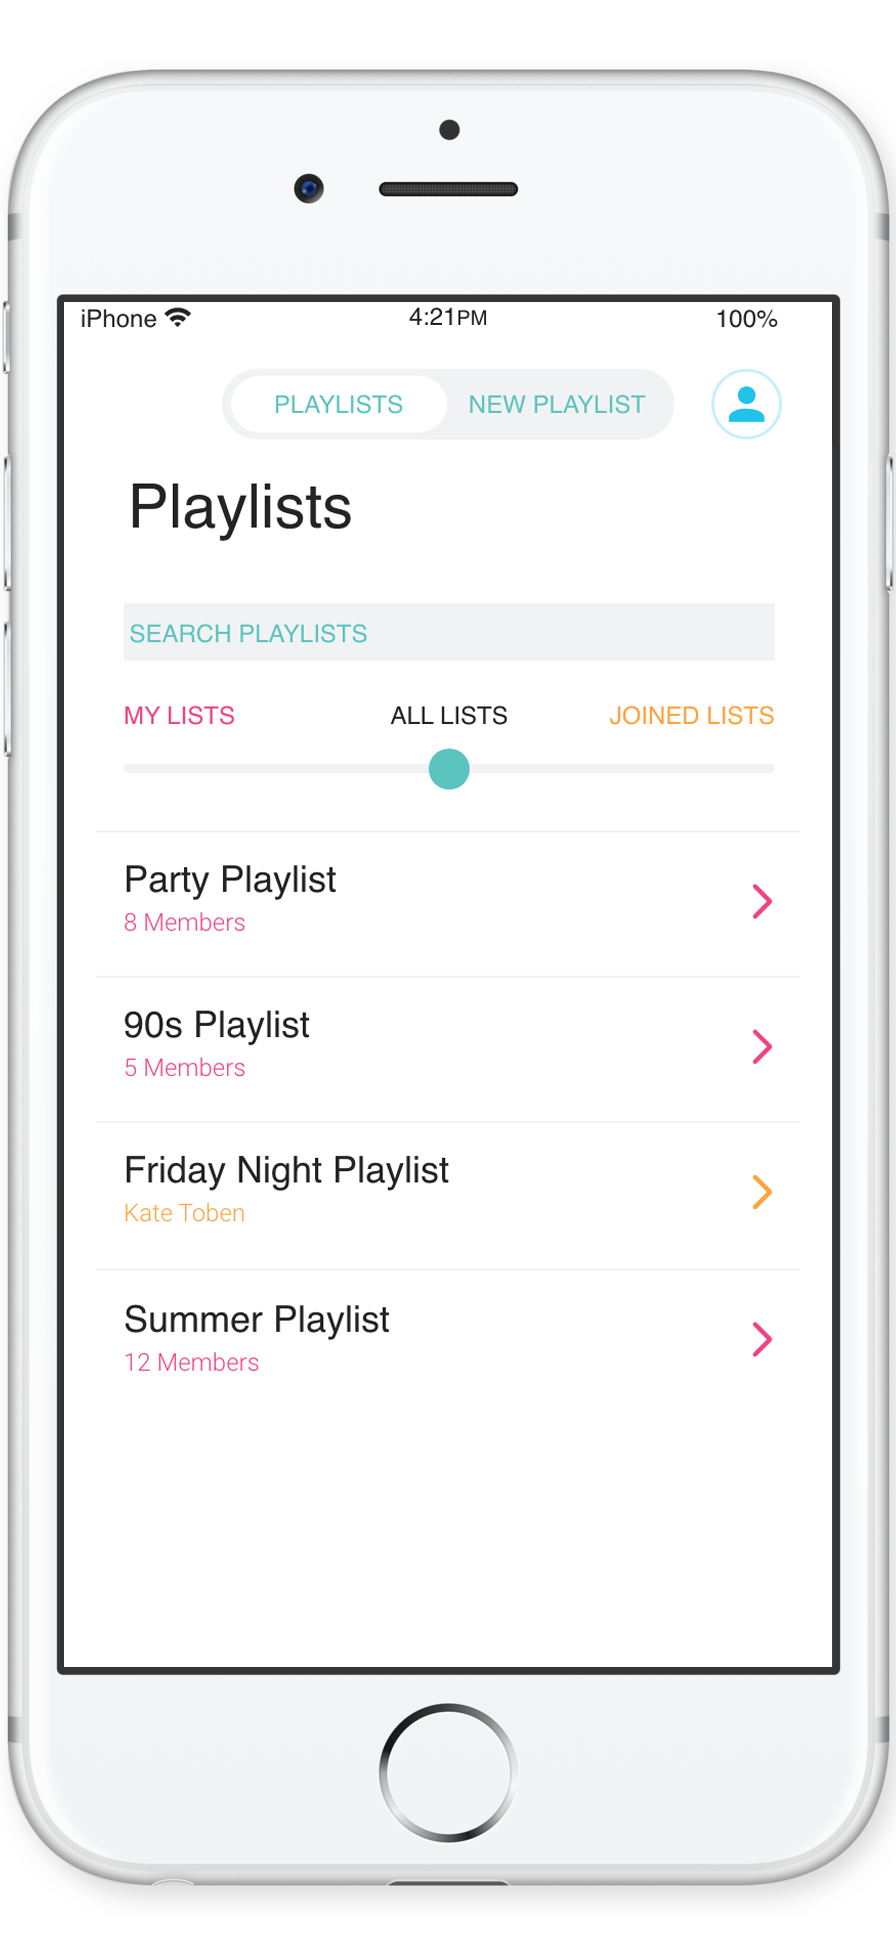 iPhone 4:21PM 100%
PLAYLISTS NEW PLAYLIST
Playlists
SEARCH PLAYLISTS
MY LISTS ALL LISTS JOINED LISTS
Party Playlist
8 Members
90s Playlist
5 Members
Friday Night Playlist
Kate Toben
Summer Playlist
12 Members